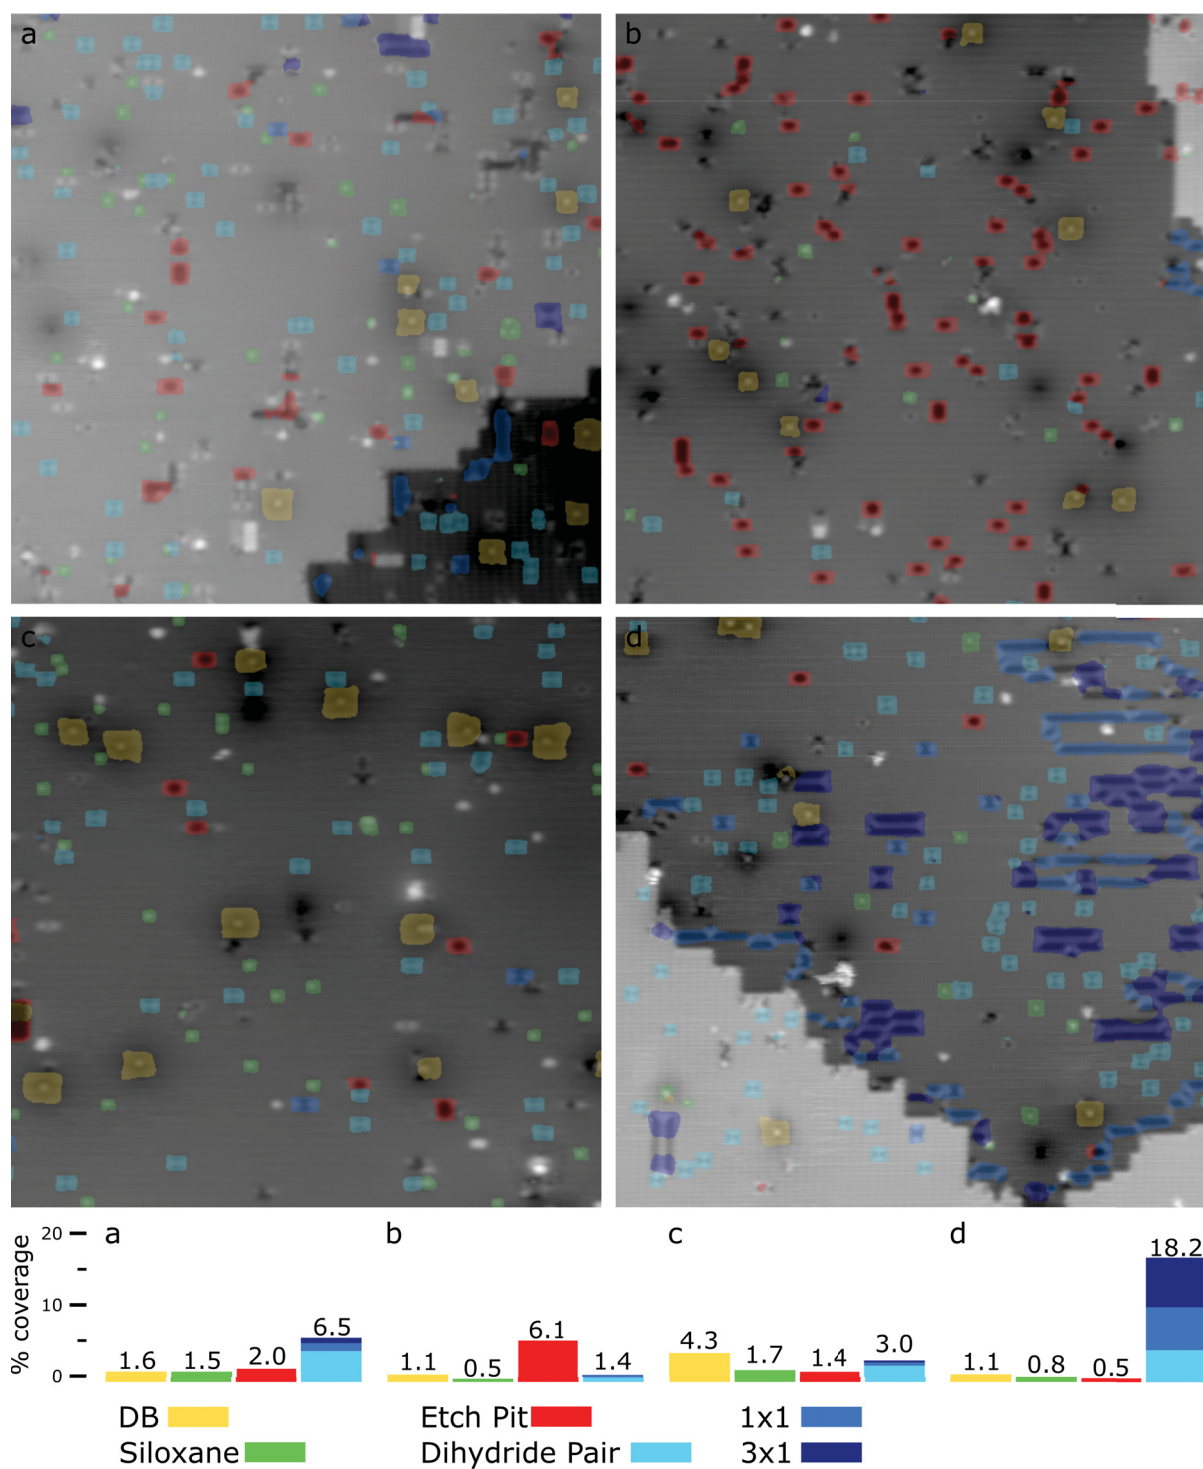 a
b
c
d
a b c d
% coverage
20
10
0
1.6 1.5 2.0 6.5
1.1 0.5 6.1 1.4
4.3 1.7 1.4 3.0
1.1 0.8 0.5 18.2
DB Etch Pit 1x1
Siloxane Dihydride Pair 3x1